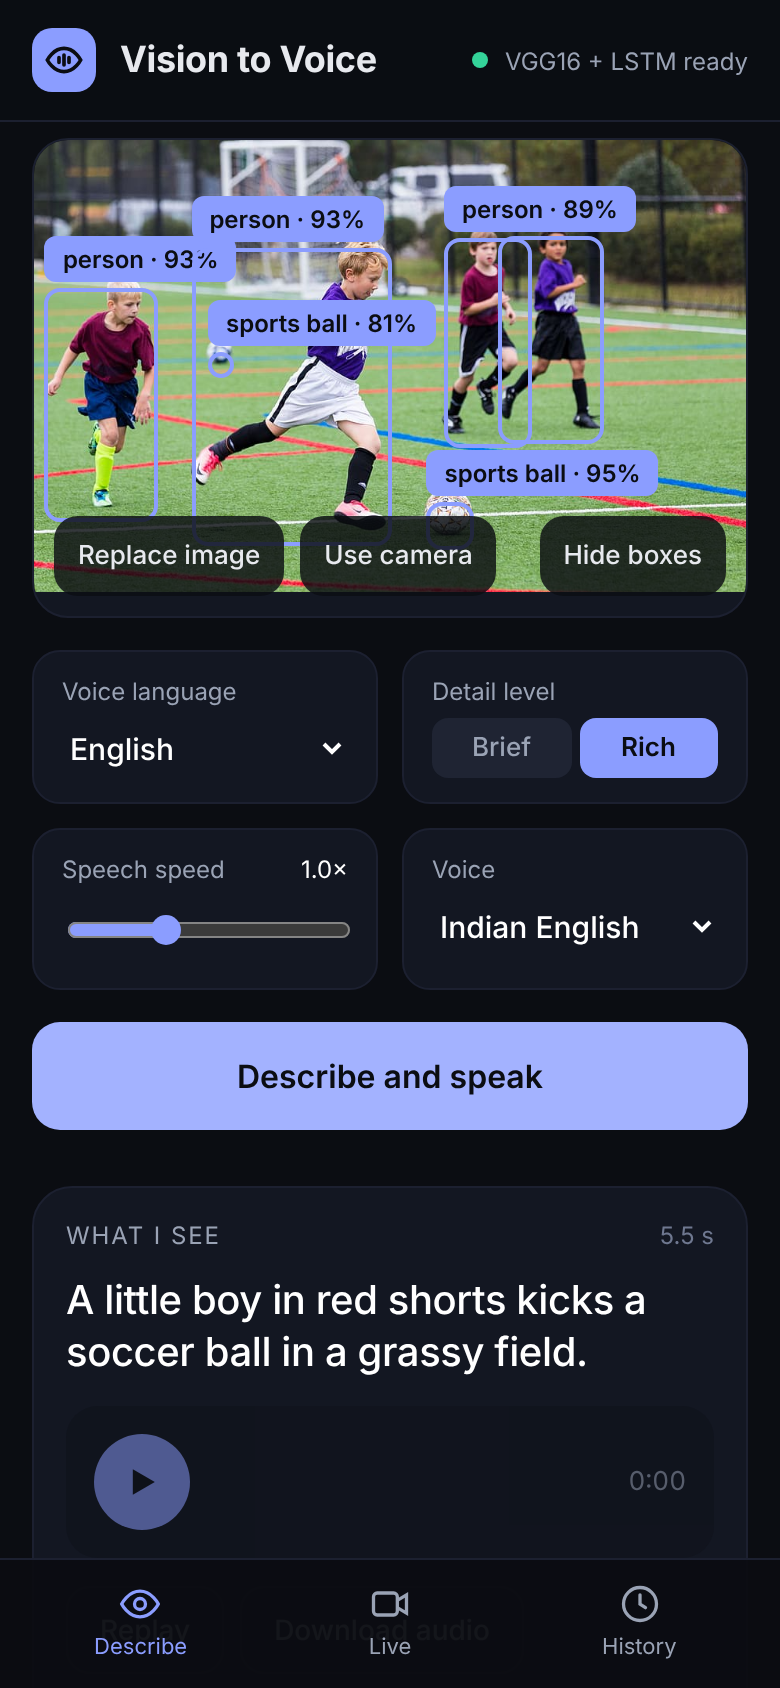 Vision to Voice
VGG16 + LSTM ready
person · 93%
person · 89%
person · 93%
sports ball · 81%
sports ball · 95%
Replace image
Use camera
Hide boxes
Voice language
Detail level
English
Brief
Rich
Speech speed
1.0×
Voice
Indian English
Describe and speak
WHAT I SEE
5.5 s
A little boy in red shorts kicks a
soccer ball in a grassy field.
0:00
Replay
Download audio
Describe
Live
History